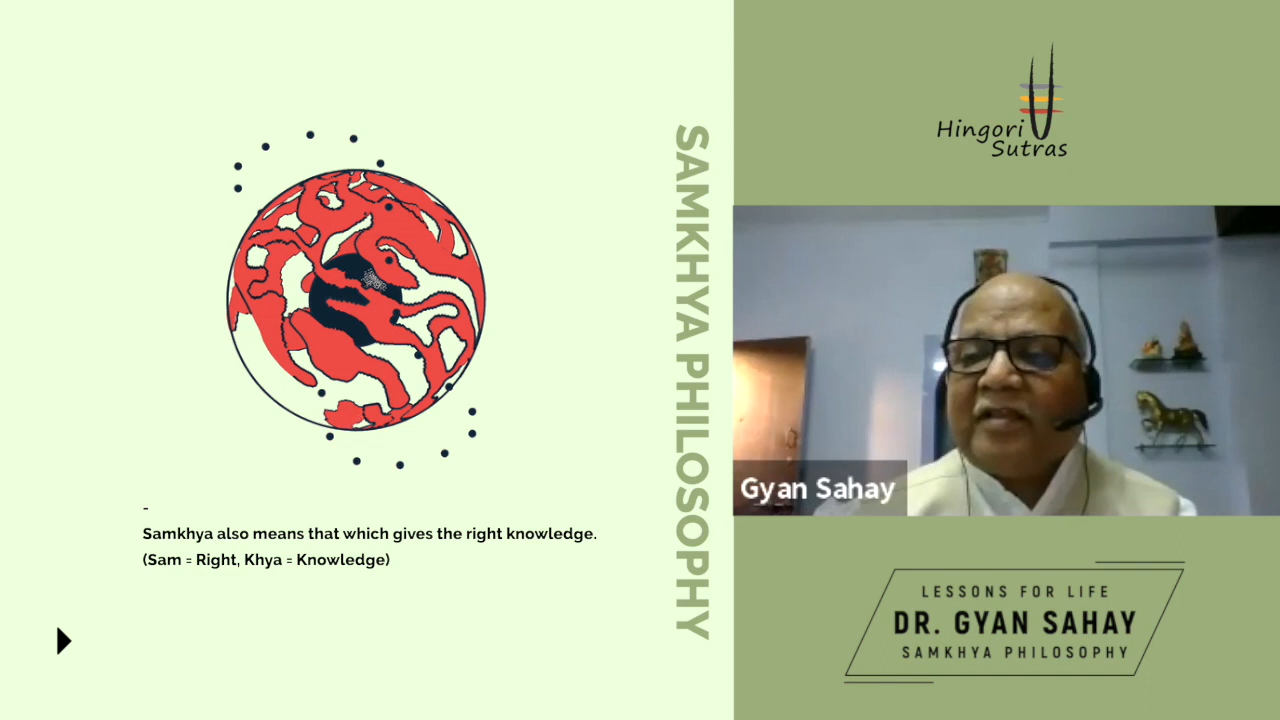 -
Samkhya also means that which gives the right knowledge.
(Sam = Right, Khya = Knowledge)
SAMKHYA PHILOSOPHY
Hingori
Sutras
Gyan Sahay
LESSONS FOR LIFE
DR. GYAN SAHAY
SAMKHYA PHILOSOPHY